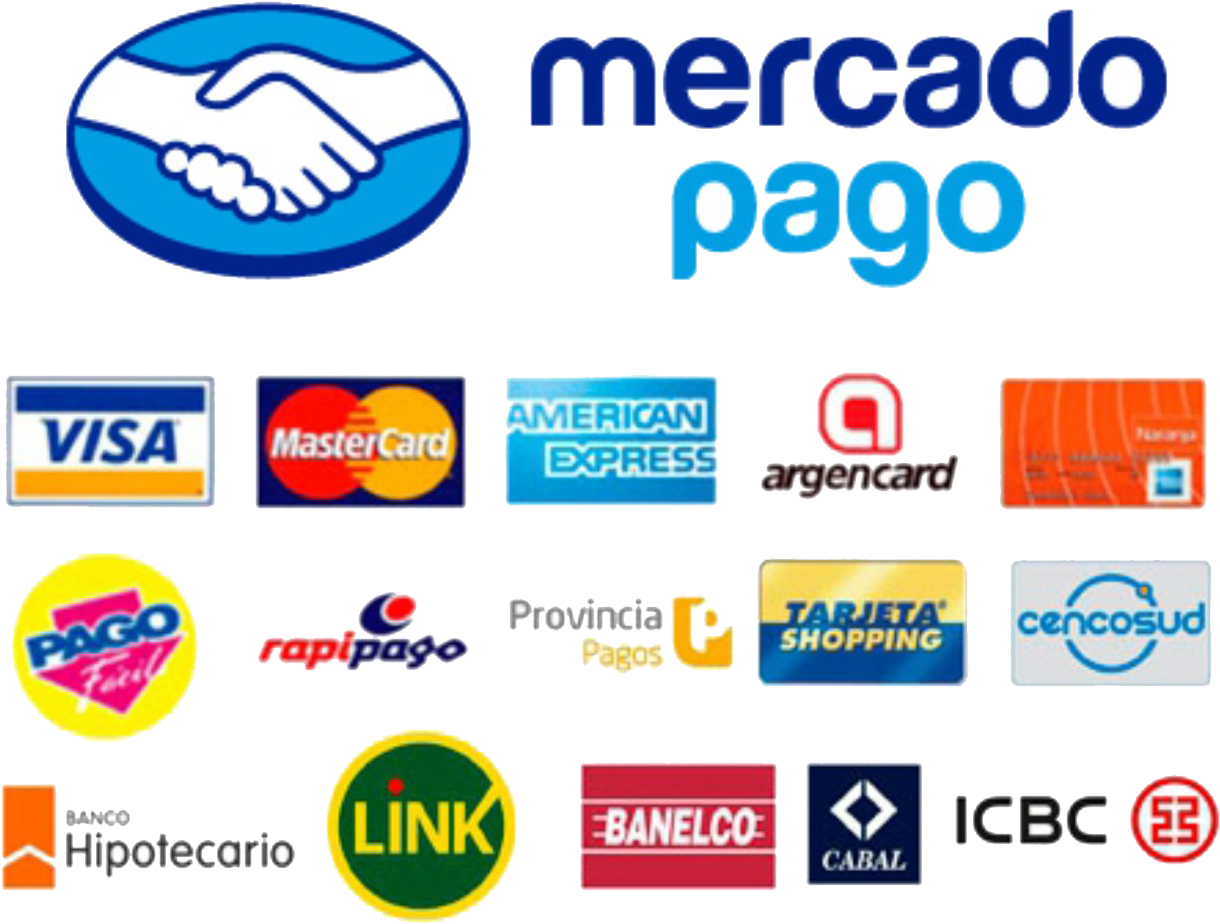 mercado
pago
VISA
MasterCard
AMERICAN
EXPRESS
argencard
Naranja
PAGO
Fácil
rapipago
Provincia
Pagos
TARJETA
SHOPPING
cencosud
BANCO
Hipotecario
LiNK
BANELCO
CABAL
ICBC